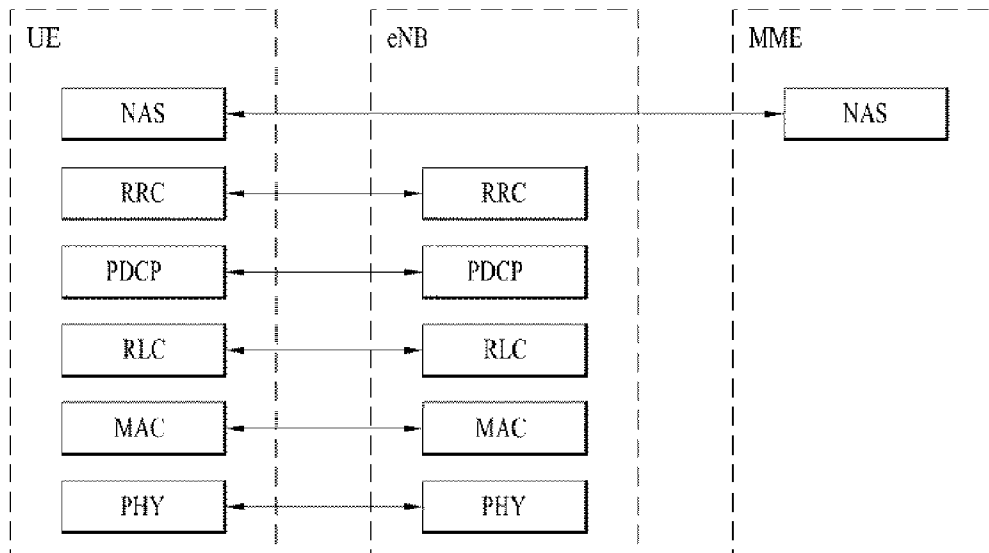 UE eNB MME
NAS NAS
RRC RRC
PDCP PDCP
RLC RLC
MAC MAC
PHY PHY